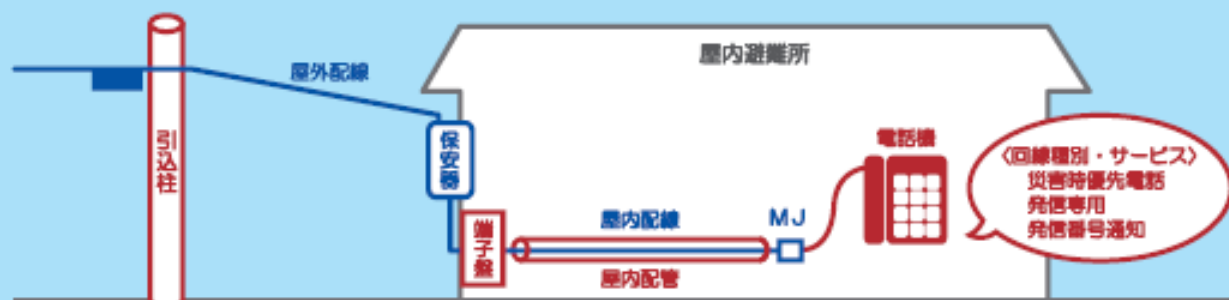 屋内避難所
屋外配線
引込柱
保安器
電話機
〈回線種別・サービス〉
災害時優先電話
発信専用
発信番号通知
端子盤
屋内配線
MJ
屋内配管